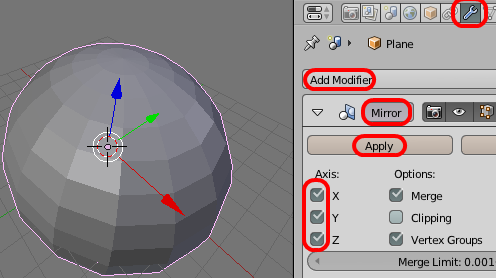 Plane
Add Modifier
Mirror
Apply
Axis: Options:
X Merge
Y Clipping
Z Vertex Groups
Merge Limit: 0.001